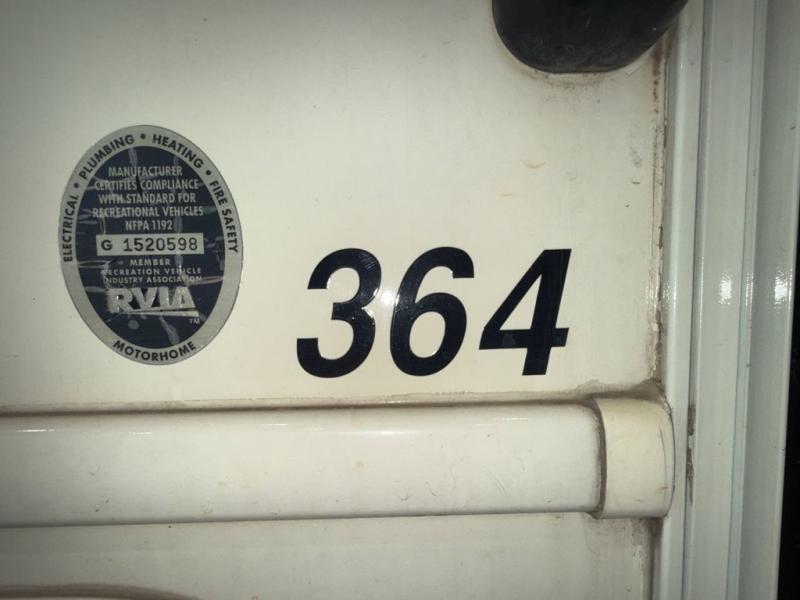 ELECTRICAL • PLUMBING • HEATING • FIRE SAFETY
MANUFACTURER
CERTIFIES COMPLIANCE
WITH STANDARD FOR
RECREATIONAL VEHICLES
NFPA 1192
G 1520598
MEMBER
RECREATION VEHICLE
INDUSTRY ASSOCIATION
RVIA
TM
MOTORHOME
364